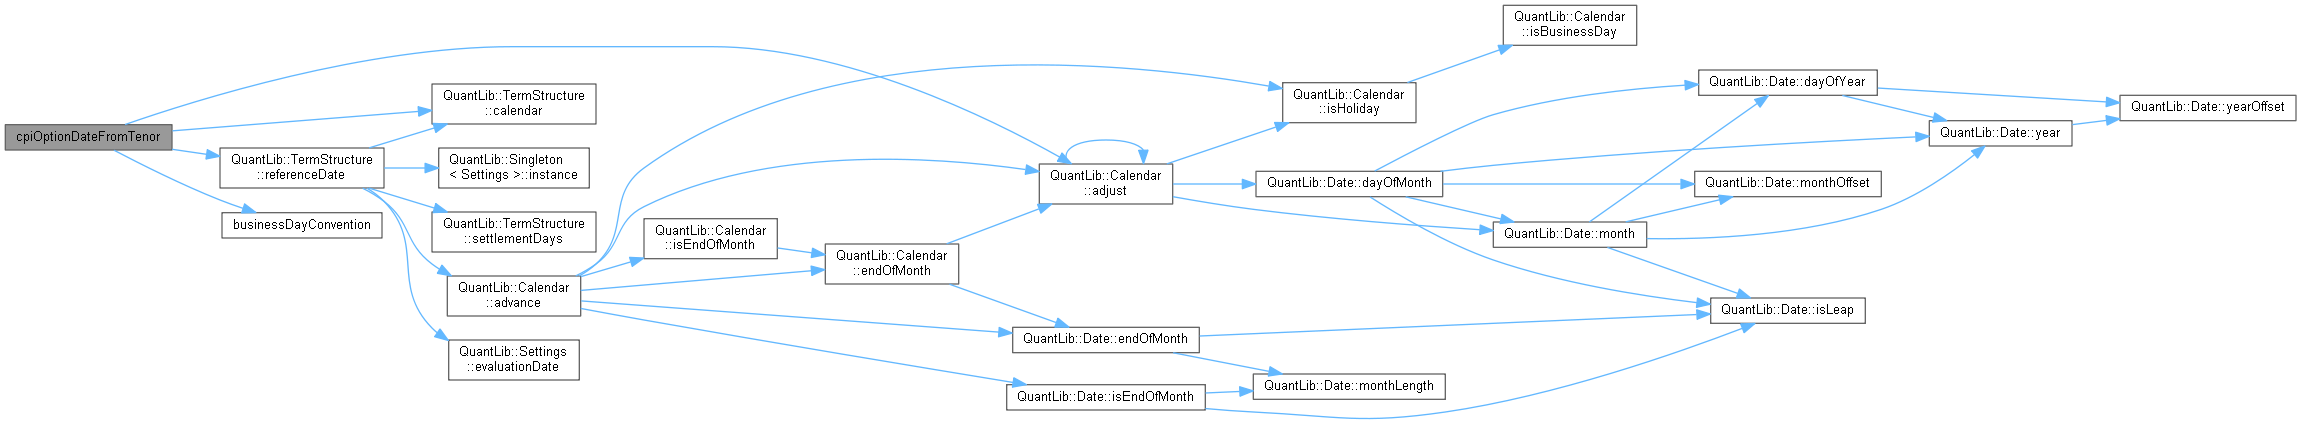 cpiOptionDateFromTenor
QuantLib::TermStructure
::calendar
QuantLib::TermStructure
::referenceDate
QuantLib::Singleton
< Settings >::instance
businessDayConvention
QuantLib::TermStructure
::settlementDays
QuantLib::Calendar
::advance
QuantLib::Settings
::evaluationDate
QuantLib::Calendar
::isEndOfMonth
QuantLib::Calendar
::endOfMonth
QuantLib::Calendar
::adjust
QuantLib::Date::endOfMonth
QuantLib::Date::isEndOfMonth
QuantLib::Calendar
::isHoliday
QuantLib::Date::dayOfMonth
QuantLib::Date::monthLength
QuantLib::Calendar
::isBusinessDay
QuantLib::Date::month
QuantLib::Date::dayOfYear
QuantLib::Date::monthOffset
QuantLib::Date::isLeap
QuantLib::Date::year
QuantLib::Date::yearOffset